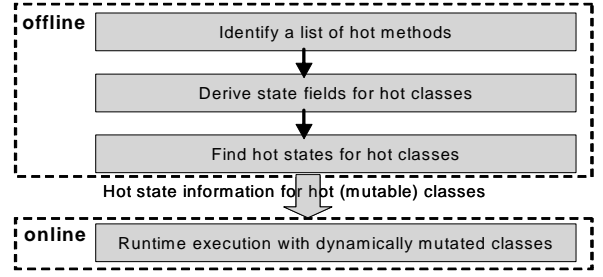 offline
Identify a list of hot methods
Derive state fields for hot classes
Find hot states for hot classes
Hot state information for hot (mutable) classes
online
Runtime execution with dynamically mutated classes